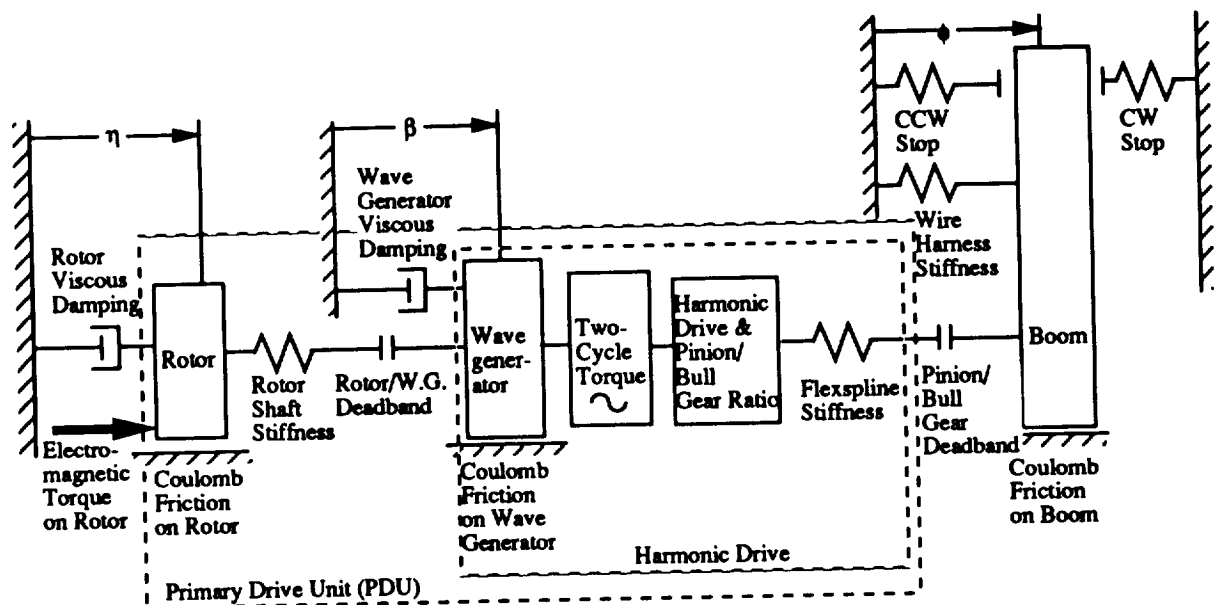 ϕ
CCW
Stop
CW
Stop
η
β
Wave
Generator
Viscous
Damping
Wire
Harness
Stiffness
Rotor
Viscous
Damping
Rotor
Rotor
Shaft
Stiffness
Rotor/W.G.
Deadband
Wave
gener-
ator
Two-
Cycle
Torque
Harmonic
Drive &
Pinion/
Bull
Gear Ratio
Flexspline
Stiffness
Pinion/
Bull
Gear
Deadband
Boom
Electro-
magnetic
Torque
on Rotor
Coulomb
Friction
on Rotor
Coulomb
Friction
on Wave
Generator
Coulomb
Friction
on Boom
Harmonic Drive
Primary Drive Unit (PDU)